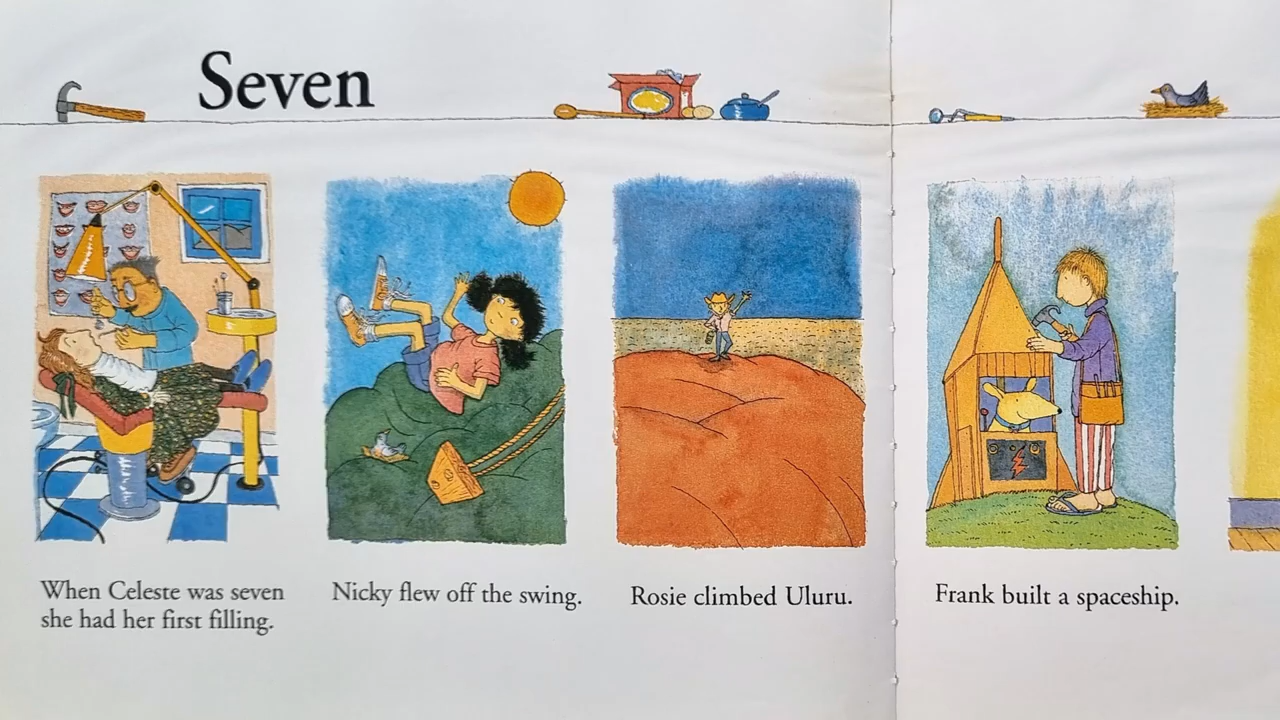 Seven
When Celeste was seven
she had her first filling.
Nicky flew off the swing.
Rosie climbed Uluru.
Frank built a spaceship.